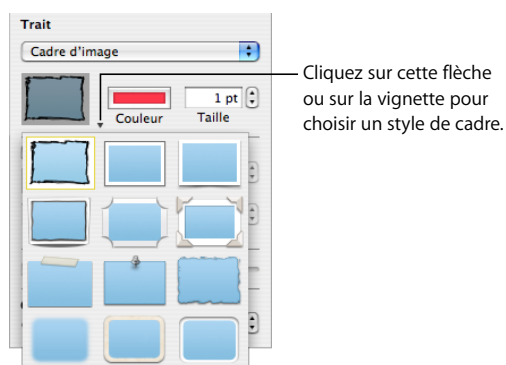 Trait
Cadre d'image
1 pt
Couleur
Taille
Cliquez sur cette flèche
ou sur la vignette pour
choisir un style de cadre.